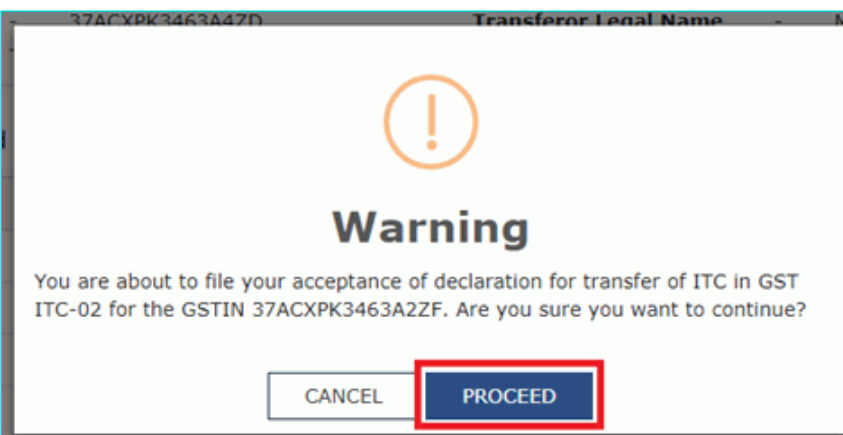 - 37ACXPK3463A4ZD Transferor Legal Name -
Warning
You are about to file your acceptance of declaration for transfer of ITC in GST
ITC-02 for the GSTIN 37ACXPK3463A2ZF. Are you sure you want to continue?
CANCEL PROCEED